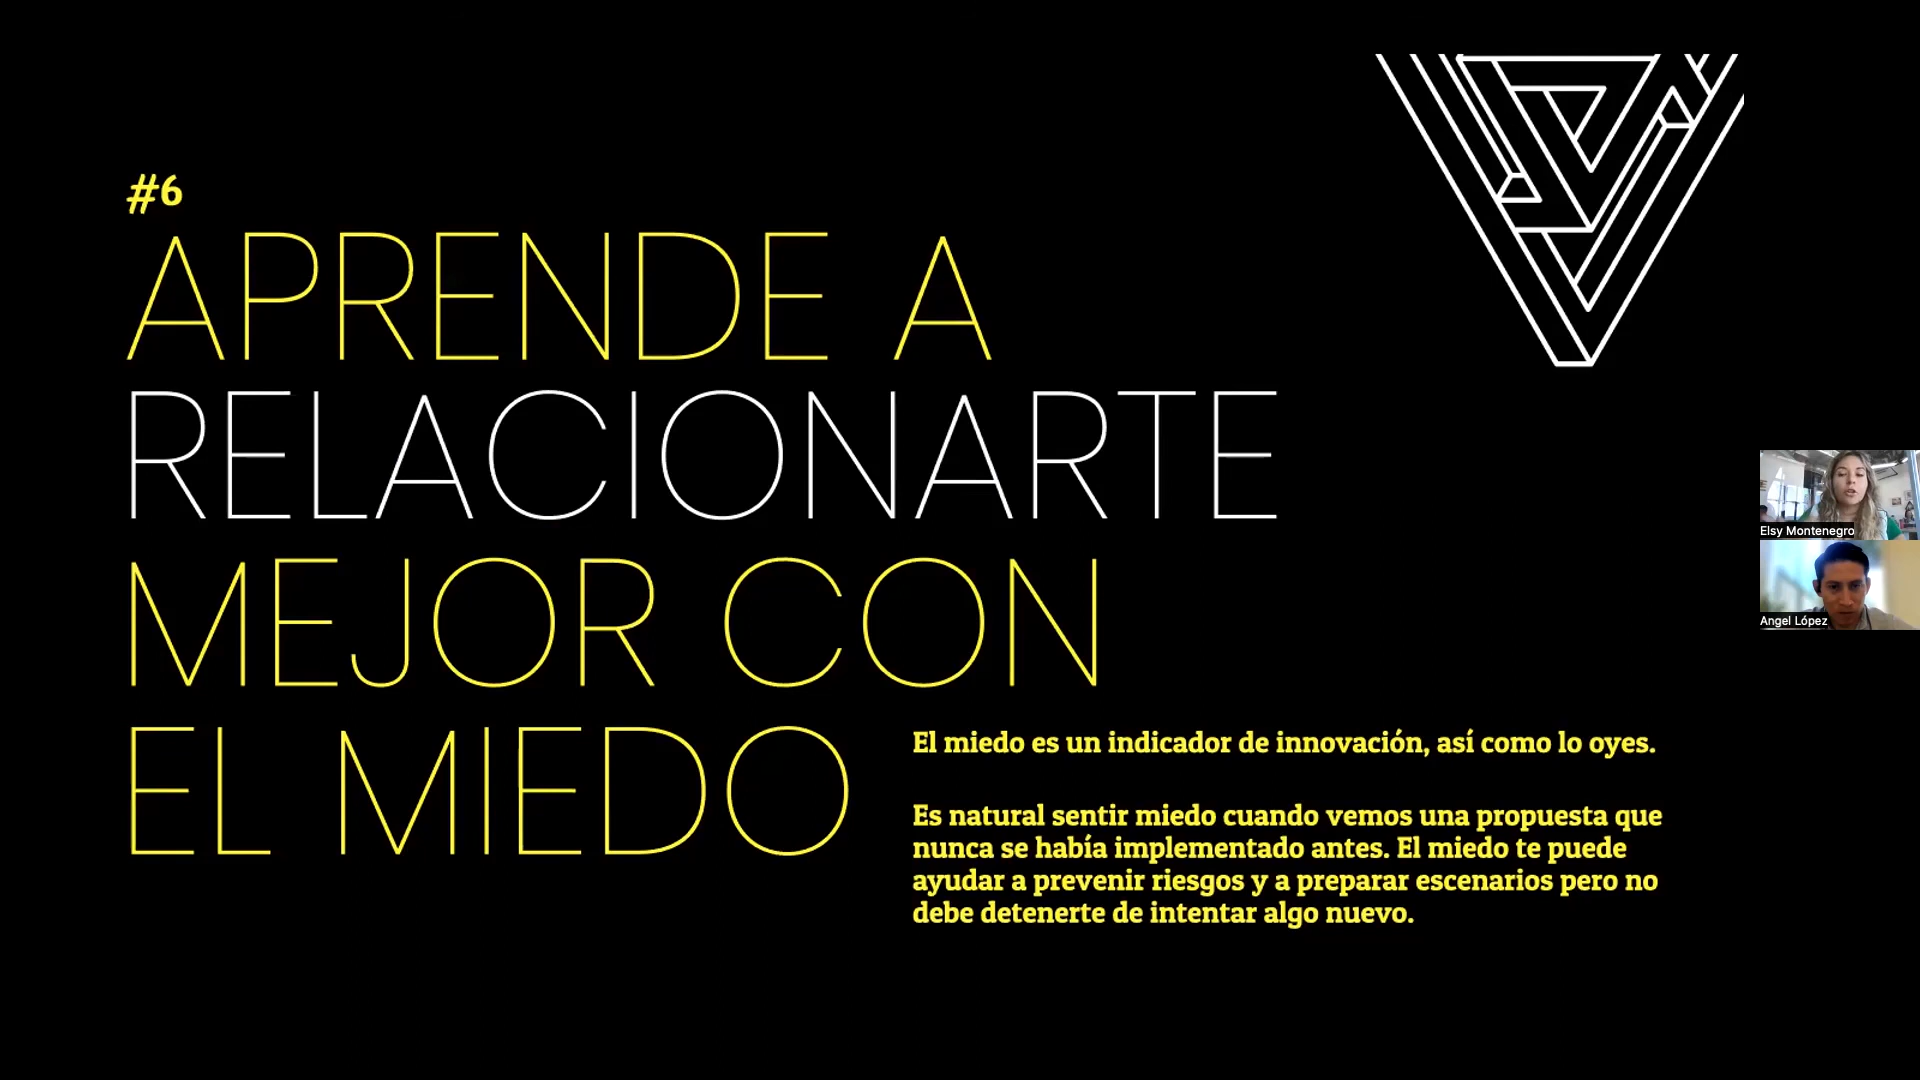 #6
APRENDE A
RELACIONARTE
MEJOR CON
EL MIEDO
El miedo es un indicador de innovación, así como lo oyes.
Es natural sentir miedo cuando vemos una propuesta que
nunca se había implementado antes. El miedo te puede
ayudar a prevenir riesgos y a preparar escenarios pero no
debe detenerte de intentar algo nuevo.
Elsy Montenegro
Angel López